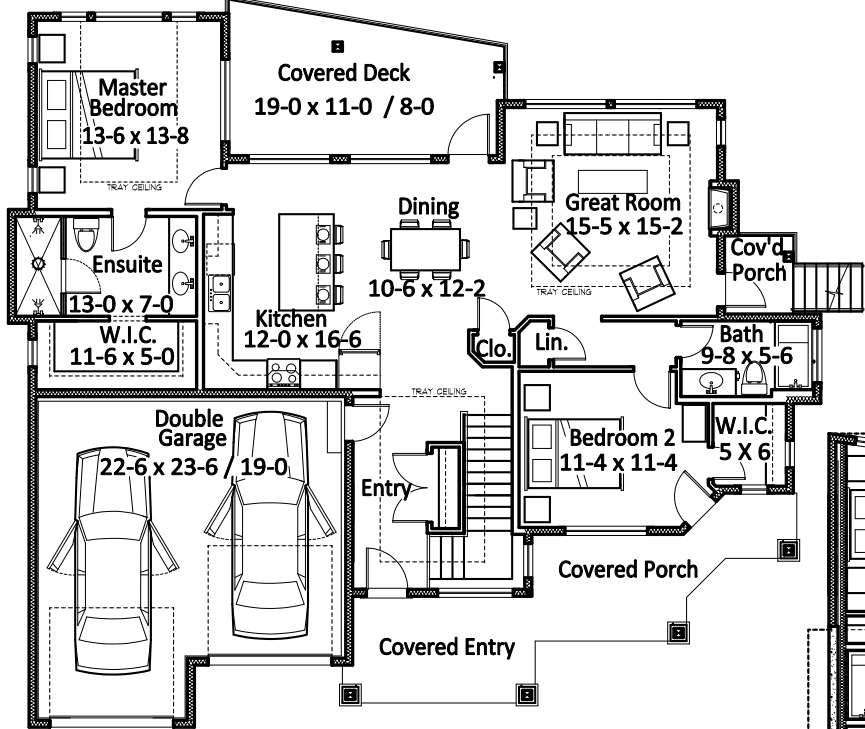 Covered Deck
19-0 x 11-0 / 8-0
Master
Bedroom
13-6 x 13-8
TRAY CEILING
Great Room
15-5 x 15-2
TRAY CEILING
Dining
10-6 x 12-2
Cov'd
Porch
Ensuite
13-0 x 7-0
W.I.C.
11-6 x 5-0
Kitchen
12-0 x 16-6
Clo.
Lin.
Bath
9-8 x 5-6
TRAY CEILING
Double
Garage
22-6 x 23-6 / 19-0
Bedroom 2
11-4 x 11-4
W.I.C.
5 X 6
Entry
Covered Porch
Covered Entry